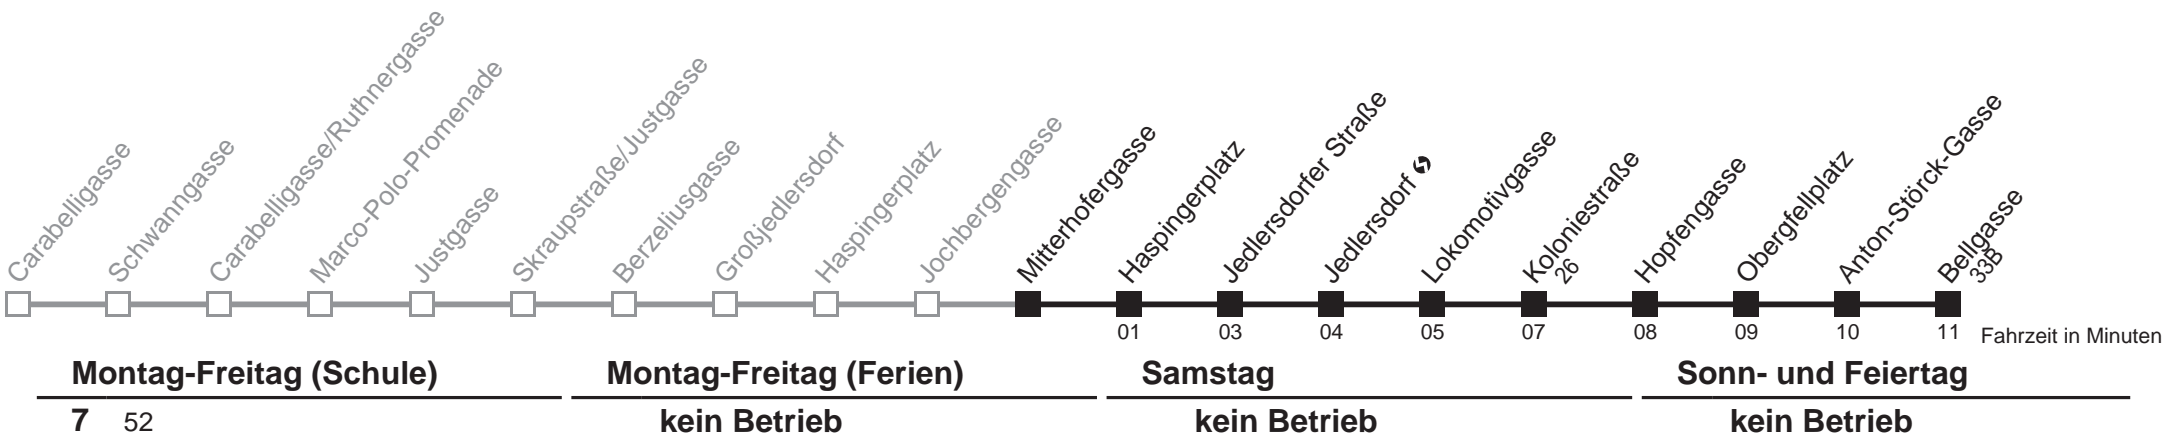 Carabelligasse
Schwanngasse
Carabelligasse/Ruthnergasse
Marco-Polo-Promenade
Justgasse
Skraupstraße/Justgasse
Berzeliusgasse
Großjedlersdorf
Haspingerplatz
Jochbergengasse
Mitterhofergasse
Haspingerplatz
Jedlersdorfer Straße
Jedlersdorf
Lokomotivgasse
Koloniestraße
26
Hopfengasse
Obergfellplatz
Anton-Störck-Gasse
Bellgasse
33B
01 03 04 05 07 08 09 10 11 Fahrzeit in Minuten
Montag-Freitag (Schule) Montag-Freitag (Ferien) Samstag Sonn- und Feiertag
7 52 kein Betrieb kein Betrieb kein Betrieb